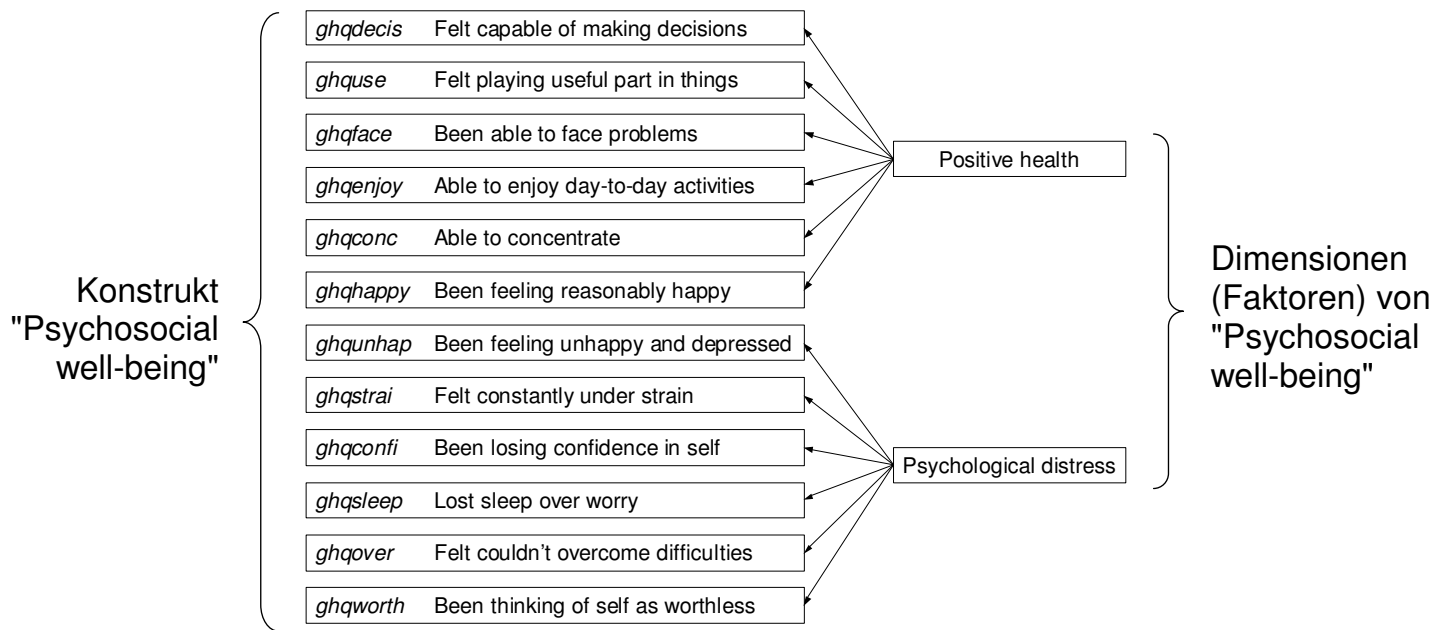 Konstrukt
"Psychosocial
well-being"
ghqdecis Felt capable of making decisions
ghquse Felt playing useful part in things
ghqface Been able to face problems
ghqenjoy Able to enjoy day-to-day activities
ghqconc Able to concentrate
ghqhappy Been feeling reasonably happy
ghqunhap Been feeling unhappy and depressed
ghqstrai Felt constantly under strain
ghqconfi Been losing confidence in self
ghqsleep Lost sleep over worry
ghqover Felt couldn’t overcome difficulties
ghqworth Been thinking of self as worthless
Positive health
Psychological distress
Dimensionen
(Faktoren) von
"Psychosocial
well-being"